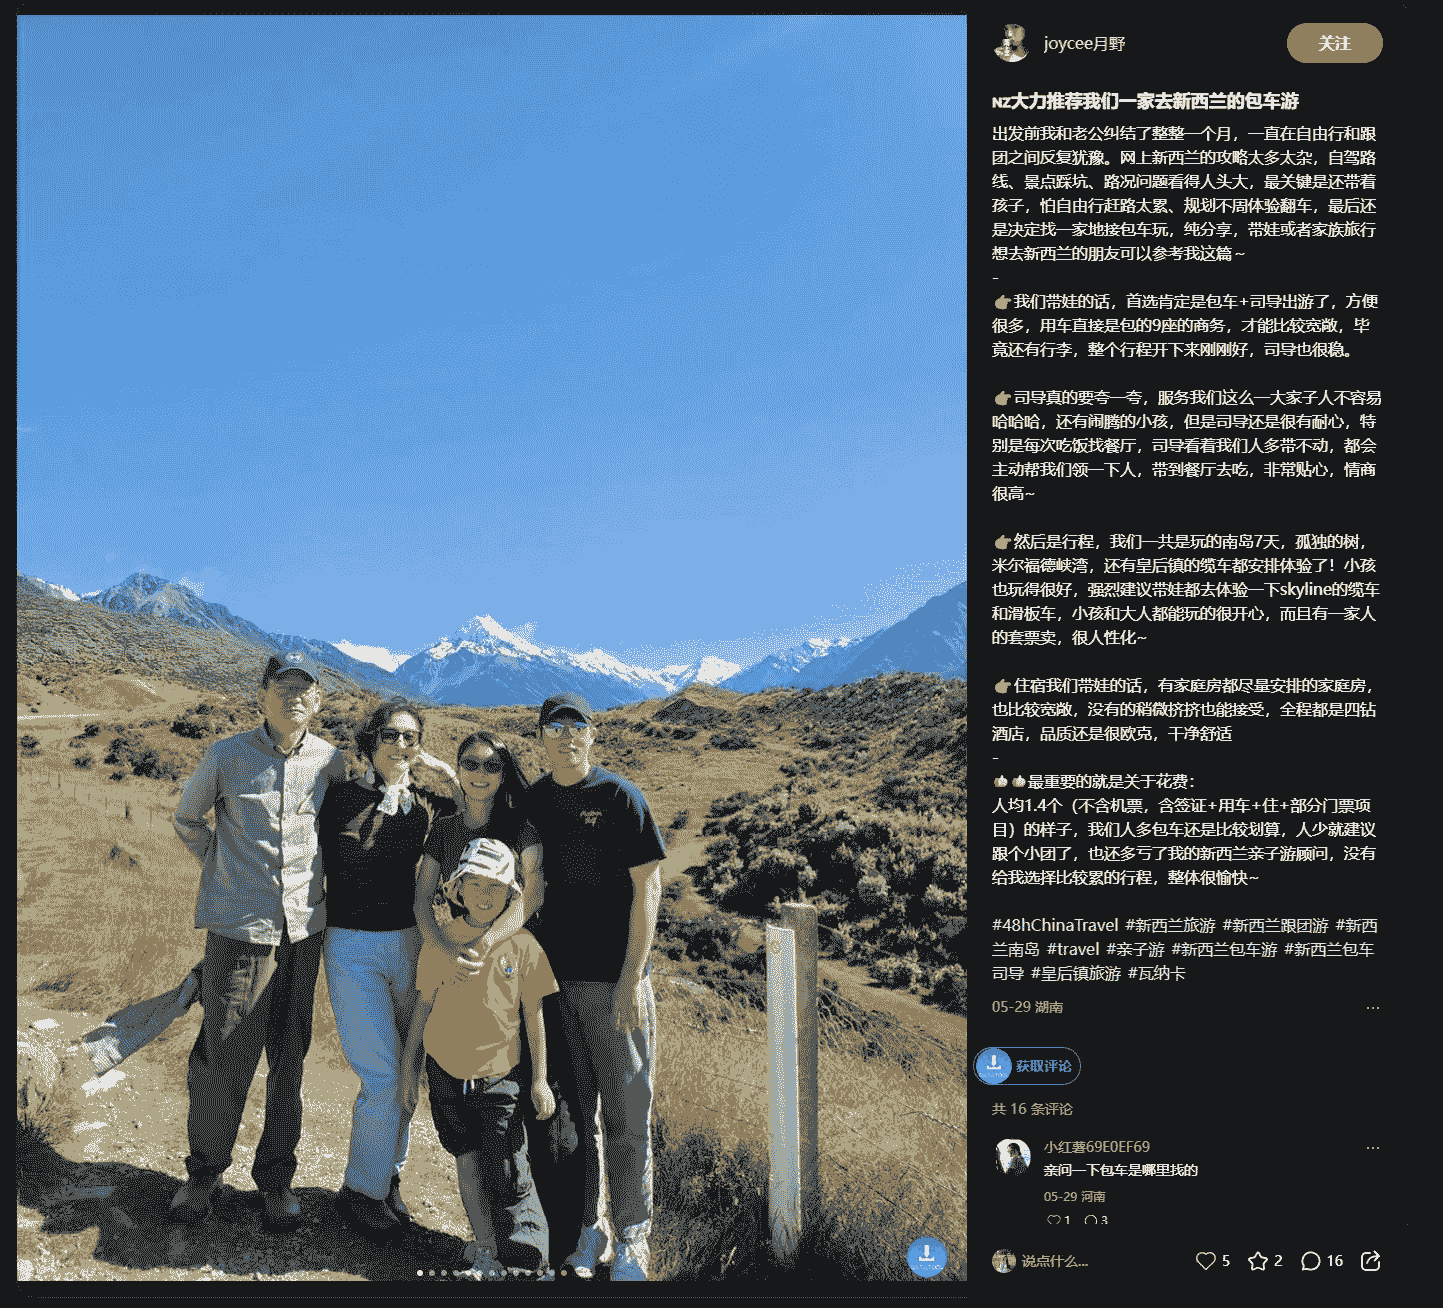 joycee月野
关注
NZ大力推荐我们一家去新西兰的包车游
出发前我和老公纠结了整整一个月，一直在自由行和跟
团之间反复犹豫。网上新西兰的攻略太多太杂，自驾路
线、景点踩坑、路况问题看得人头大，最关键是还带着
孩子，怕自由行赶路太累、规划不周体验翻车，最后还
是决定找一家地接包车玩，纯分享，带娃或者家族旅行
想去新西兰的朋友可以参考我这篇～
-
👉我们带娃的话，首选肯定是包车+司导出游了，方便
很多，用车直接是包的9座的商务，才能比较宽敞，毕
竟还有行李，整个行程开下来刚刚好，司导也很稳。
👉司导真的要夸一夸，服务我们这么一大家子人不容易
哈哈哈，还有闹腾的小孩，但是司导还是很有耐心，特
别是每次吃饭找餐厅，司导看着我们人多带不动，都会
主动帮我们领一下人，带到餐厅去吃，非常贴心，情商
很高~
👉然后是行程，我们一共是玩的南岛7天，孤独的树，
米尔福德峡湾，还有皇后镇的缆车都安排体验了！小孩
也玩得很好，强烈建议带娃都去体验一下skyline的缆车
和滑板车，小孩和大人都能玩的很开心，而且有一家人
的套票卖，很人性化~
👉住宿我们带娃的话，有家庭房都尽量安排的家庭房，
也比较宽敞，没有的稍微挤挤也能接受，全程都是四钻
酒店，品质还是很欧克，干净舒适
-
👍👍最重要的就是关于花费：
人均1.4个（不含机票，含签证+用车+住+部分门票项
目）的样子，我们人多包车还是比较划算，人少就建议
跟个小团了，也还多亏了我的新西兰亲子游顾问，没有
给我选择比较累的行程，整体很愉快~
#48hChinaTravel #新西兰旅游 #新西兰跟团游 #新西
兰南岛 #travel #亲子游 #新西兰包车游 #新西兰包车
司导 #皇后镇旅游 #瓦纳卡
05-29 湖南
获取评论
共 16 条评论
小红薯69E0EF69
亲问一下包车是哪里找的
05-29 河南
1 3
说点什么...
5 2 16